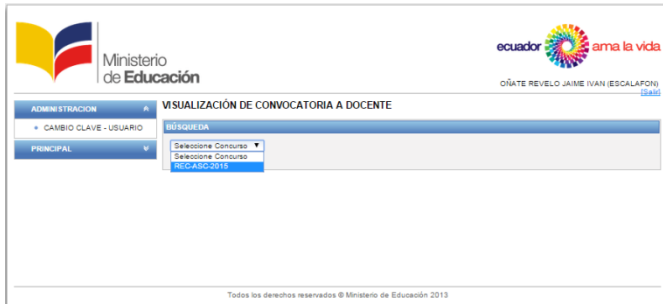 Ministerio
de Educación
ecuador ama la vida
OÑATE REVELO JAIME IVAN (ESCALAFON)
[Salir]
ADMINISTRACION
CAMBIO CLAVE - USUARIO
PRINCIPAL
VISUALIZACIÓN DE CONVOCATORIA A DOCENTE
BÚSQUEDA
Seleccione Concurso
Seleccione Concurso
REC-ASC-2015
Todos los derechos reservados © Ministerio de Educación 2013